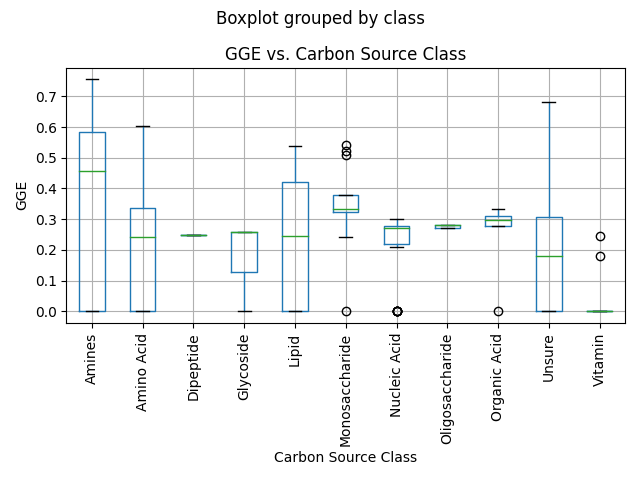 Boxplot grouped by class
GGE vs. Carbon Source Class
0.7
0.6
0.5
0.4
0.3
0.2
0.1
0.0
GGE
Amines
Amino Acid
Dipeptide
Glycoside
Lipid
Monosaccharide
Nucleic Acid
Oligosaccharide
Organic Acid
Unsure
Vitamin
Carbon Source Class